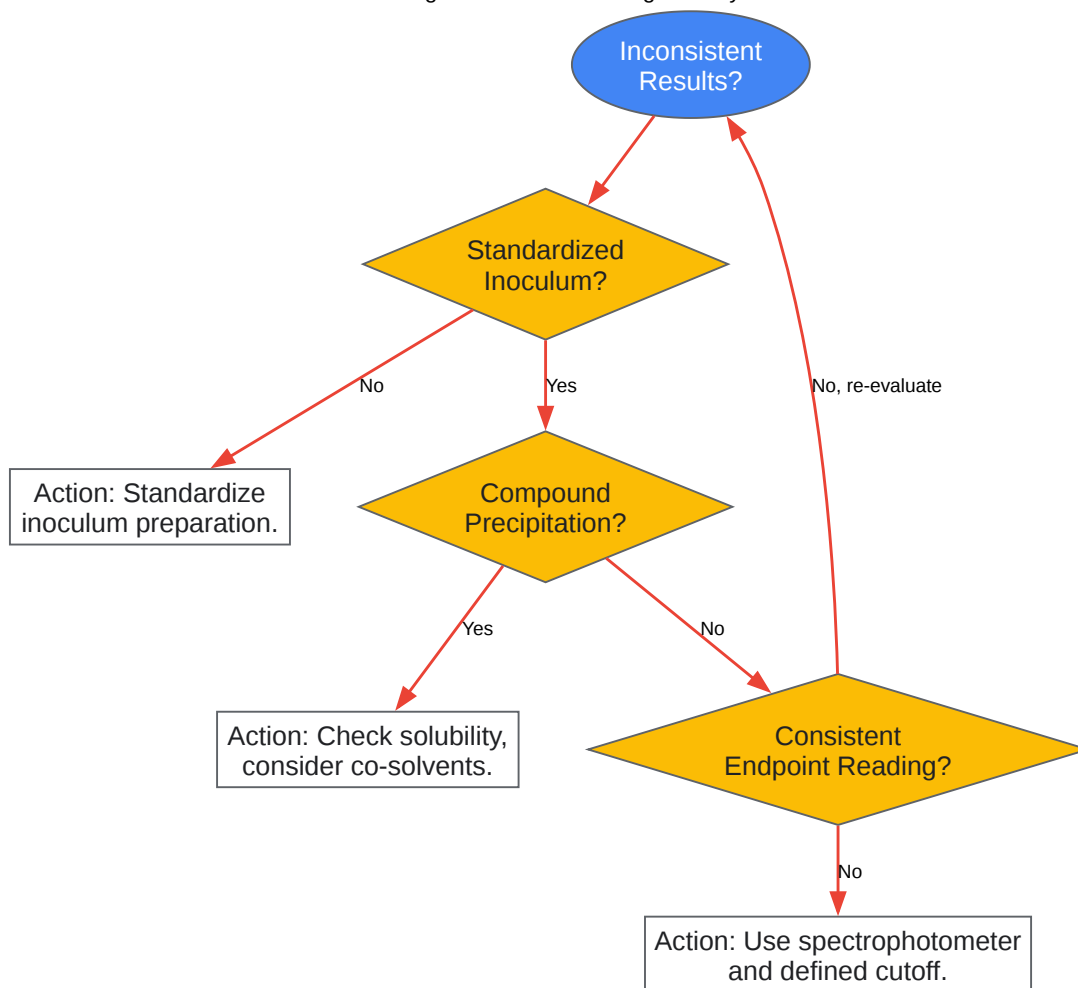 Inconsistent
Results?
Standardized
Inoculum?
No
Yes
No, re-evaluate
Action: Standardize
inoculum preparation.
Compound
Precipitation?
Yes
No
Action: Check solubility,
consider co-solvents.
Consistent
Endpoint Reading?
No
Action: Use spectrophotometer
and defined cutoff.